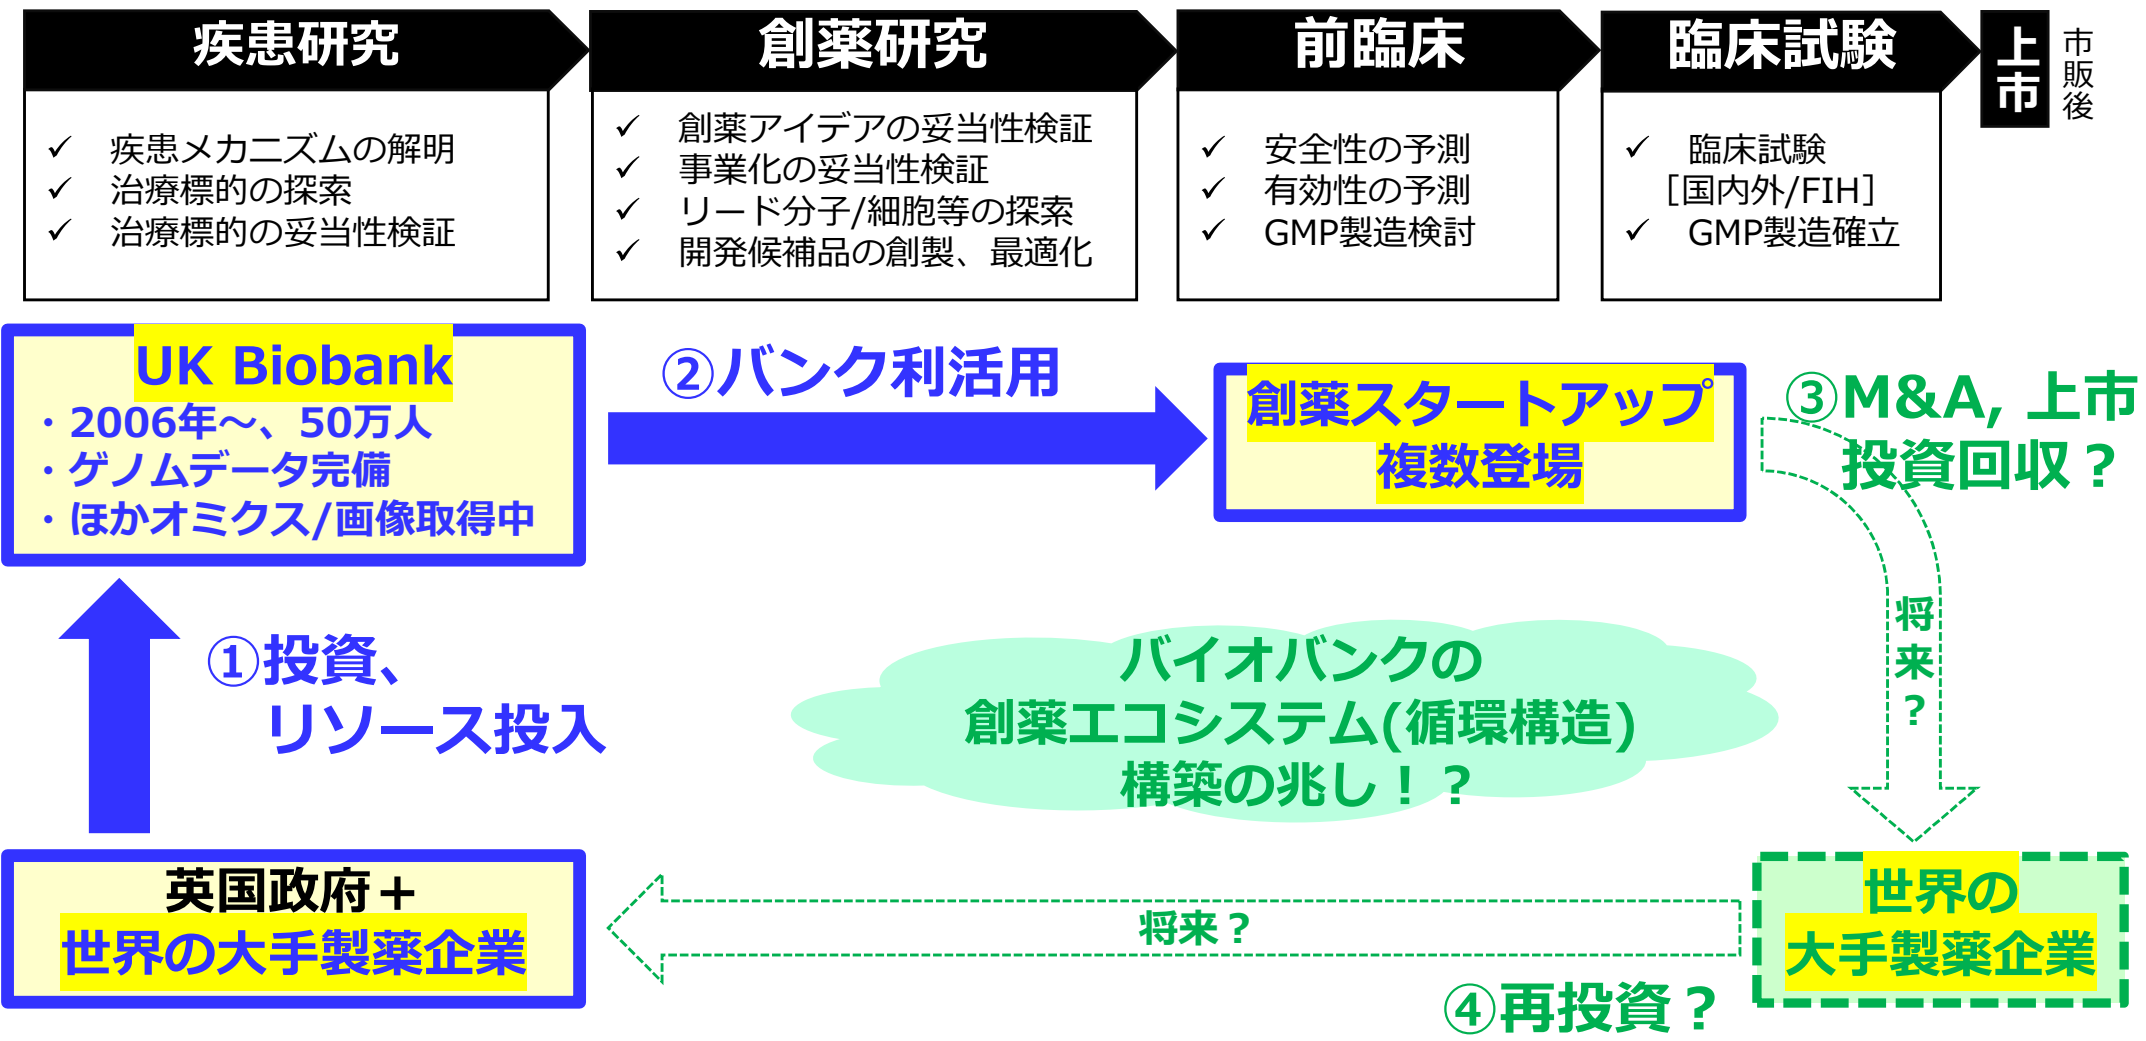 疾患研究
創薬研究
前臨床
臨床試験
上市
市販後
✓ 疾患メカニズムの解明
✓ 治療標的の探索
✓ 治療標的の妥当性検証
✓ 創薬アイデアの妥当性検証
✓ 事業化の妥当性検証
✓ リード分子/細胞等の探索
✓ 開発候補品の創製、最適化
✓ 安全性の予測
✓ 有効性の予測
✓ GMP製造検討
✓ 臨床試験
［国内外/FIH］
✓ GMP製造確立
UK Biobank
・2006年～、50万人
・ゲノムデータ完備
・ほかオミクス/画像取得中
②バンク利活用
創薬スタートアップ
複数登場
③M&A, 上市
投資回収？
将来？
①投資、
リソース投入
バイオバンクの
創薬エコシステム(循環構造)
構築の兆し！？
英国政府＋
世界の大手製薬企業
将来？
世界の
大手製薬企業
④再投資？